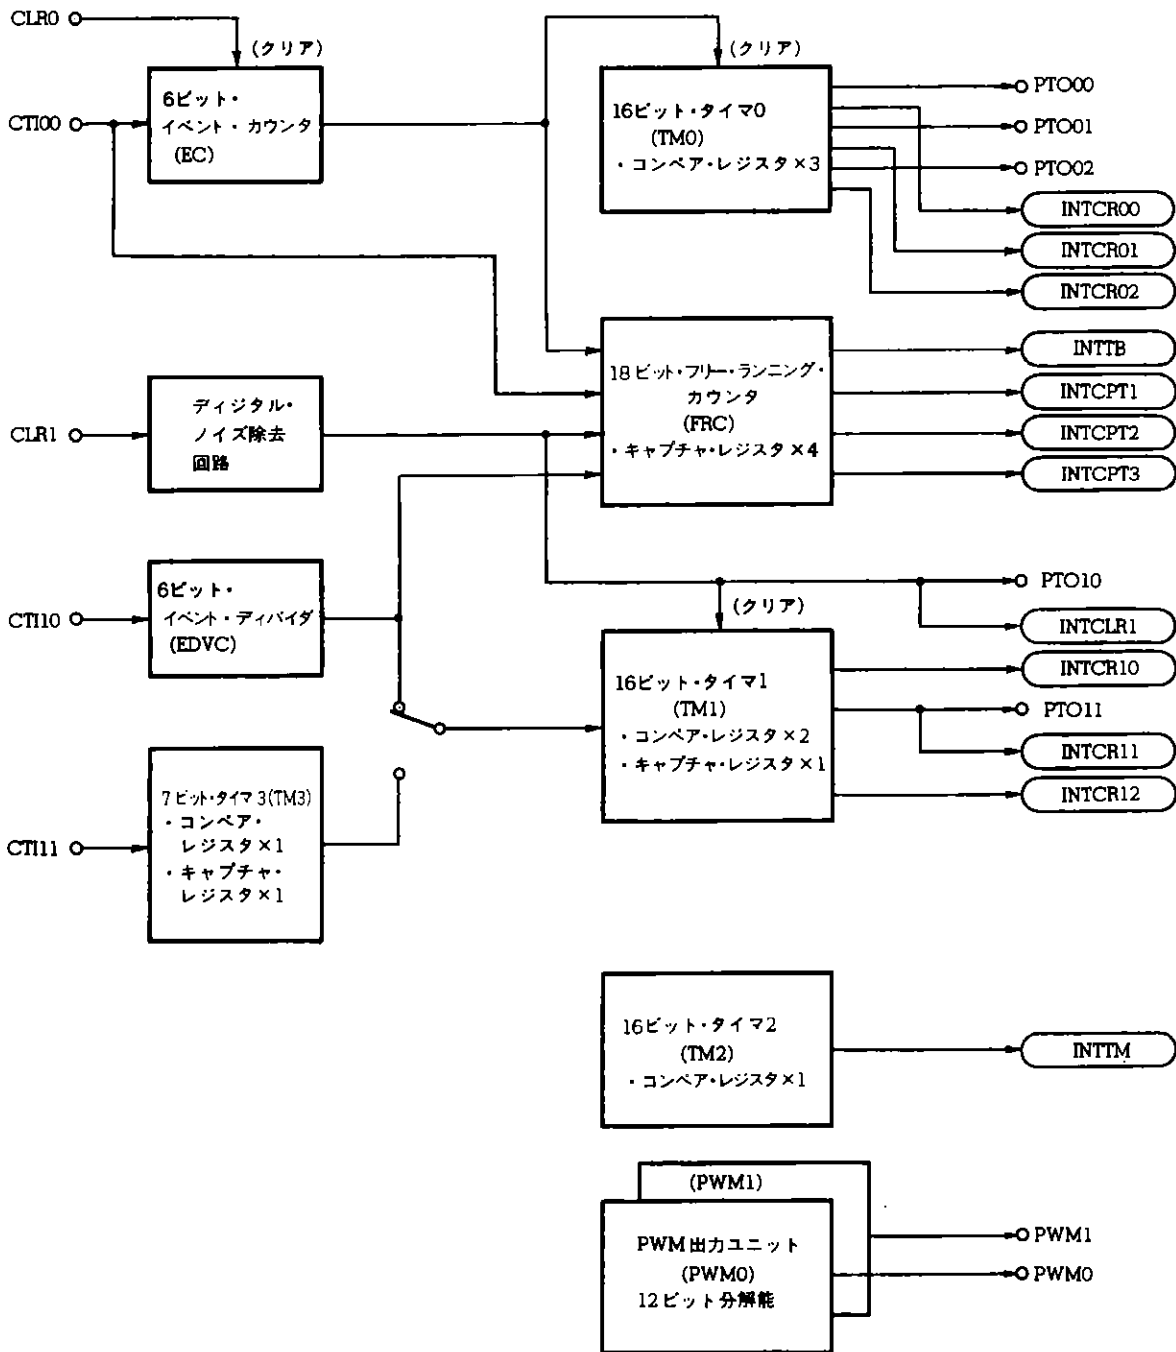 CLR0
(クリア)
(クリア)
CTI00
6ビット・
イベント・カウンタ
(EC)
16ビット・タイマ0
(TM0)
・コンペア・レジスタ×3
PTO00
PTO01
PTO02
INTCR00
INTCR01
INTCR02
CLR1
ディジタル・
ノイズ除去
回路
18ビット・フリー・ランニング・
カウンタ
(FRC)
・キャプチャ・レジスタ×4
INTTB
INTCPT1
INTCPT2
INTCPT3
CTI10
6ビット・
イベント・ディバイダ
(EDVC)
(クリア)
16ビット・タイマ1
(TM1)
・コンペア・レジスタ×2
・キャプチャ・レジスタ×1
PTO10
INTCLR1
INTCR10
PTO11
INTCR11
INTCR12
CTI11
7ビット・タイマ3(TM3)
・コンペア・
レジスタ×1
・キャプチャ・
レジスタ×1
16ビット・タイマ2
(TM2)
・コンペア・レジスタ×1
INTTM
(PWM1)
PWM出力ユニット
(PWM0)
12ビット分解能
PWM1
PWM0